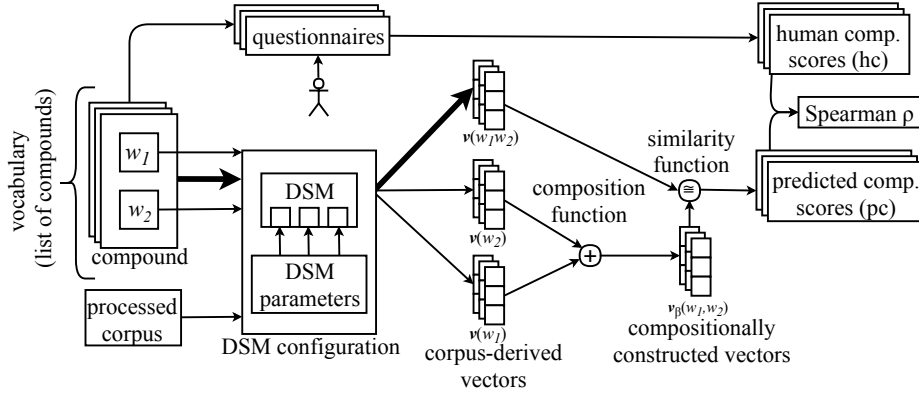 questionnaires
human comp.
scores (hc)
Spearman ρ
predicted comp.
scores (pc)
vocabulary
(list of compounds)
w1
w2
compound
processed
corpus
DSM
DSM
parameters
DSM configuration
v(w1w2)
v(w2)
v(w1)
corpus-derived
vectors
composition
function
+
similarity
function
≅
vβ(w1,w2)
compositionally
constructed vectors